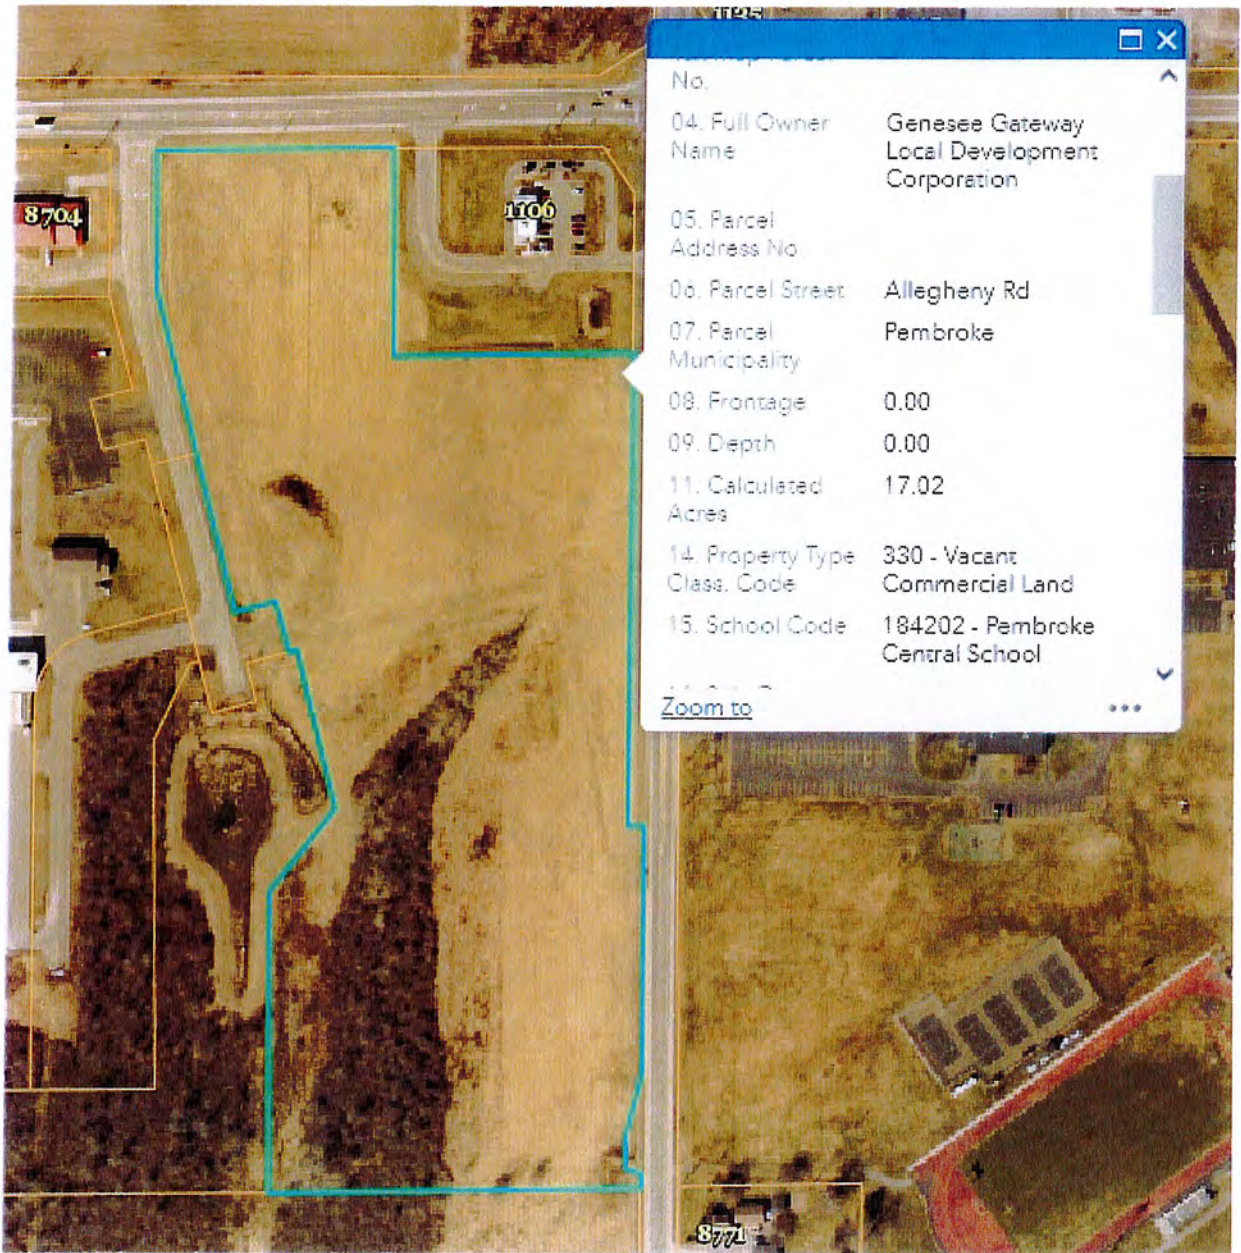 1135
8704
1106
No.
04. Full Owner Name
Genesee Gateway
Local Development
Corporation
05. Parcel
Address No
06. Parcel Street
Allegheny Rd
07. Parcel
Municipality
Pembroke
08. Frontage
0.00
09. Depth
0.00
11. Calculated
Acres
17.02
14. Property Type
Class. Code
330 - Vacant
Commercial Land
15. School Code
184202 - Pembroke
Central School
Zoom to
8771